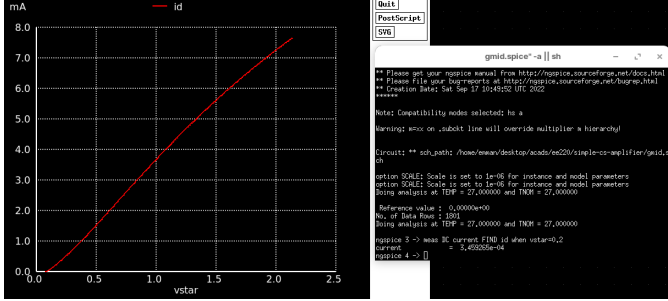 mA
id
8.0
7.0
6.0
5.0
4.0
3.0
2.0
1.0
0.0
0.0 0.5 1.0 1.5 2.0 2.5
vstar
Quit
PostScript
SVG
gmid.spice" -a || sh
** Please get your ngspice manual from http://ngspice.sourceforge.net/docs.html
** Please file your bug-reports at http://ngspice.sourceforge.net/bugrep.html
** Creation Date: Sat Sep 17 10:49:52 UTC 2022
******
Note: Compatibility modes selected: hs a
Warning: m=xx on .subckt line will override multiplier m hierarchy!
Circuit: ** sch_path: /home/emman/desktop/acads/ee220/simple-cs-amplifier/gmid.s
ch
option SCALE: Scale is set to 1e-06 for instance and model parameters
option SCALE: Scale is set to 1e-06 for instance and model parameters
Doing analysis at TEMP = 27.000000 and TNOM = 27.000000
Reference value : 0.00000e+00
No. of Data Rows : 1801
Doing analysis at TEMP = 27.000000 and TNOM = 27.000000
ngspice 3 -> meas DC current FIND id when vstar=0.2
current = 3.459265e-04
ngspice 4 ->